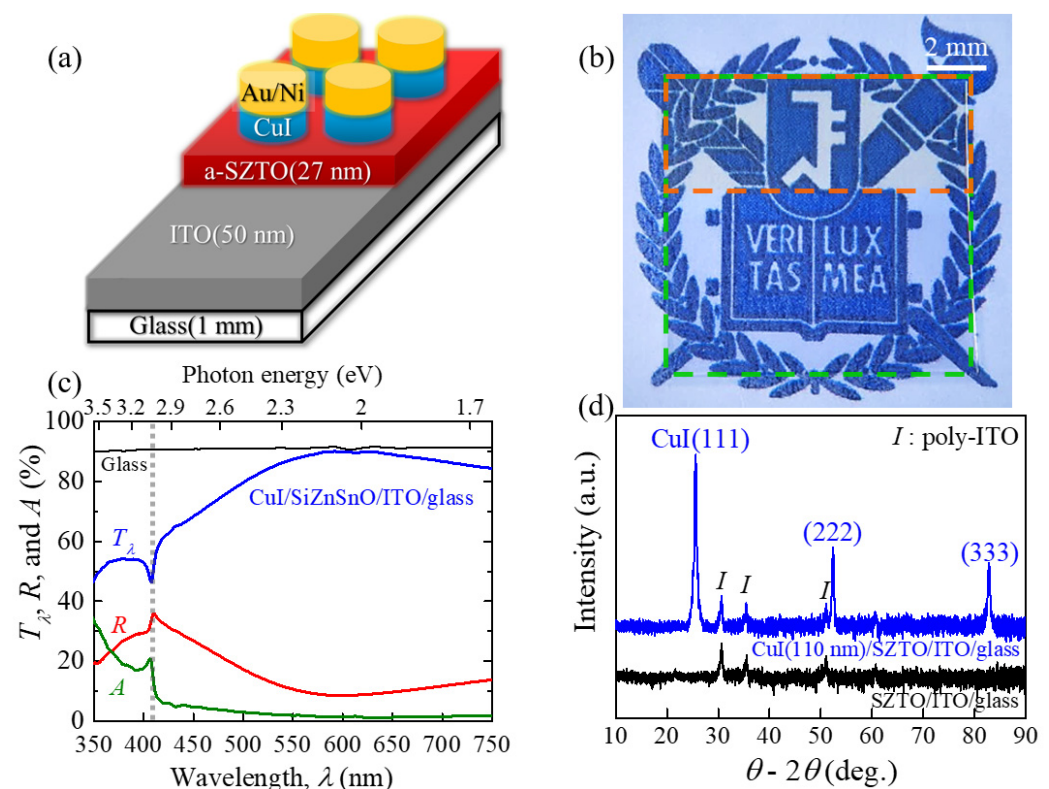 (a)
Au/Ni
CuI
a-SZTO(27 nm)
ITO(50 nm)
Glass(1 mm)
(b)
2 mm
VERI LUX
TAS MEA
(c)
Photon energy (eV)
3.5 3.2 2.9 2.6 2.3 2 1.7
100
80
60
40
20
0
T_λ, R, and A (%)
Glass
CuI/SiZnSnO/ITO/glass
T_λ
R
A
350 400 450 500 550 600 650 700 750
Wavelength, λ (nm)
(d)
CuI(111)
I : poly-ITO
(222)
(333)
I I I
Intensity (a.u.)
CuI(110 nm)/SZTO/ITO/glass
SZTO/ITO/glass
10 20 30 40 50 60 70 80 90
θ - 2θ (deg.)